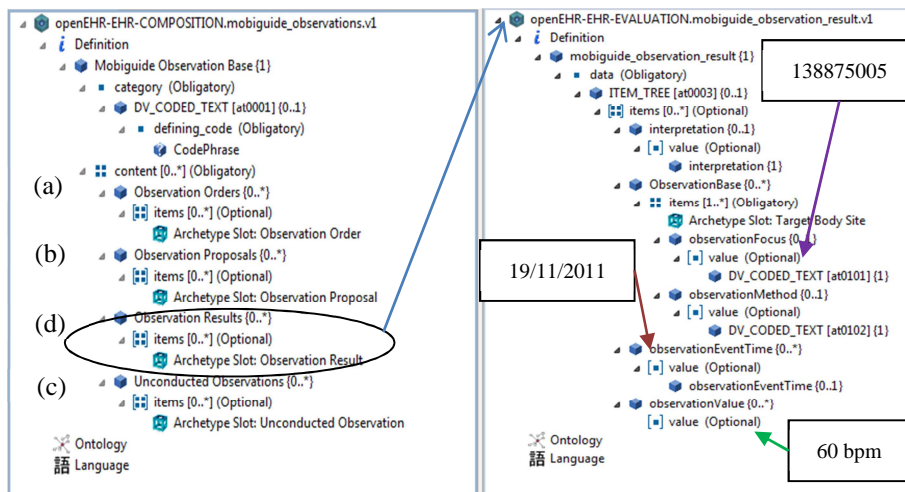 openEHR-EHR-COMPOSITION.mobiguide_observations.v1
Definition
Mobiguide Observation Base {1}
category (Obligatory)
DV_CODED_TEXT [at0001] {0..1}
defining_code (Obligatory)
CodePhrase
content [0..*] (Obligatory)
(a)
Observation Orders {0..*}
items [0..*] (Optional)
Archetype Slot: Observation Order
(b)
Observation Proposals {0..*}
items [0..*] (Optional)
Archetype Slot: Observation Proposal
(d)
Observation Results {0..*}
items [0..*] (Optional)
Archetype Slot: Observation Result
(c)
Unconducted Observations {0..*}
items [0..*] (Optional)
Archetype Slot: Unconducted Observation
Ontology
語 Language
openEHR-EHR-EVALUATION.mobiguide_observation_result.v1
Definition
mobiguide_observation_result {1}
data (Obligatory)
138875005
ITEM_TREE [at0003] {0..1}
items [0..*] (Optional)
interpretation {0..1}
value (Optional)
interpretation {1}
ObservationBase {0..*}
items [1..*] (Obligatory)
Archetype Slot: Target Body Site
observationFocus
value (Optional)
DV_CODED_TEXT [at0101] {1}
19/11/2011
observationMethod {0..1}
value (Optional)
DV_CODED_TEXT [at0102] {1}
observationEventTime {0..*}
value (Optional)
observationEventTime {0..1}
observationValue {0..*}
value (Optional)
60 bpm
Ontology
語 Language